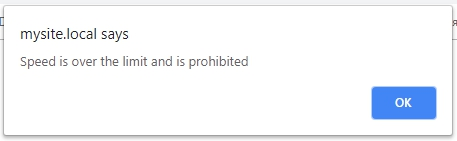 mysite.local says
Speed is over the limit and is prohibited
OK